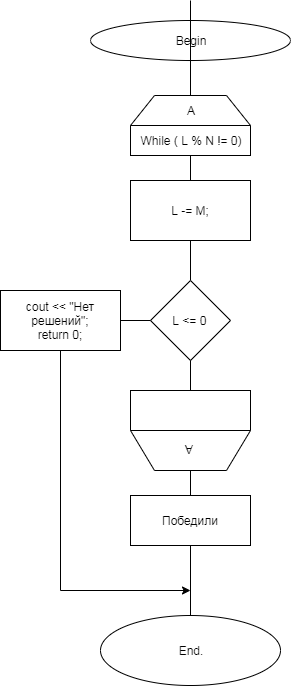 Begin
A
While ( L % N != 0)
L -= M;
L <= 0
cout << "Нет
решений";
return 0;
A
Победили
End.